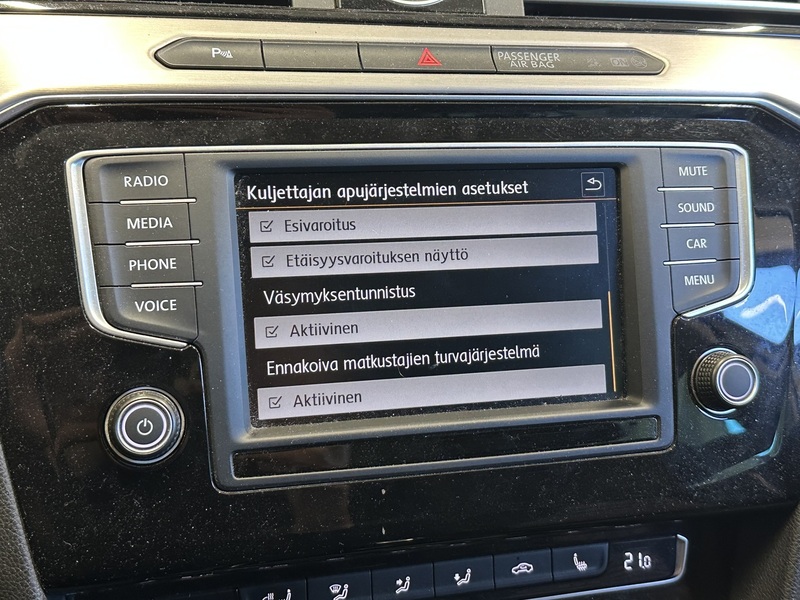 P
PASSENGER
AIR BAG
RADIO
MEDIA
PHONE
VOICE
Kuljettajan apujärjestelmien asetukset
Esivaroitus
Etäisyysvaroituksen näyttö
Väsymyksentunnistus
Aktiivinen
Ennakoiva matkustajien turvajärjestelmä
Aktiivinen
MUTE
SOUND
CAR
MENU
21.0